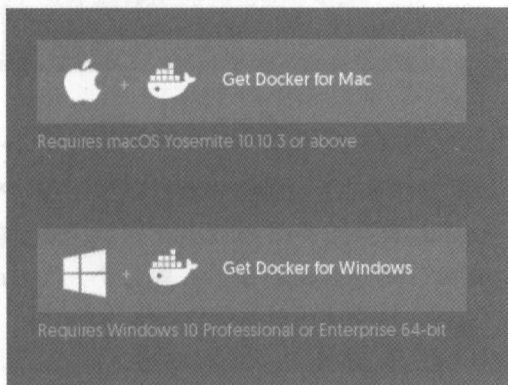 + Get Docker for Mac
Requires macOS Yosemite 10.10.3 or above
+ Get Docker for Windows
Requires Windows 10 Professional or Enterprise 64-bit